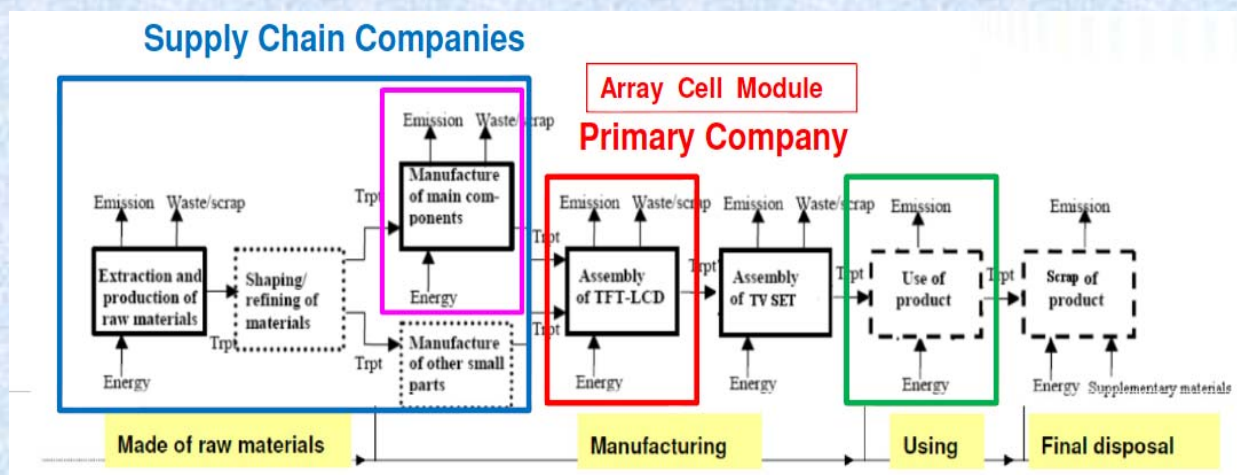 Supply Chain Companies
Array Cell Module
Primary Company
Emission Waste/scrap
Extraction and
production of
raw materials
Energy
Trpt
Shaping/
refining of
materials
Trpt
Trpt
Emission Waste/scrap
Manufacture
of main com-
ponents
Energy
Manufacture
of other small
parts
Trpt
Trpt
Emission Waste/scrap
Assembly
of TFT-LCD
Energy
Trpt
Emission Waste/scrap
Assembly
of TV SET
Energy
Trpt
Emission
Use of
product
Energy
Trpt
Emission
Scrap of
product
Energy Supplementary materials
Made of raw materials
Manufacturing
Using
Final disposal